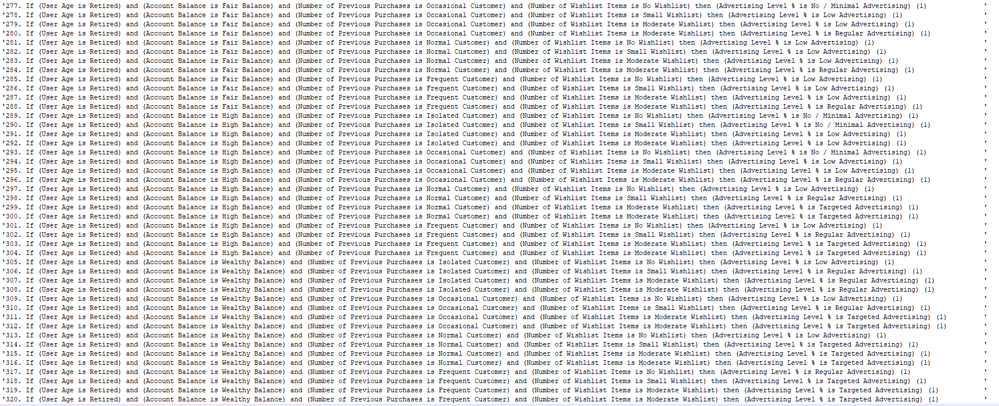 '277. If (User Age is Retired) and (Account Balance is Fair Balance) and (Number of Previous Purchases is Occasional Customer) and (Number of Wishlist Items is No Wishlist) then (Advertising Level % is No / Minimal Advertising) (1) '
'278. If (User Age is Retired) and (Account Balance is Fair Balance) and (Number of Previous Purchases is Occasional Customer) and (Number of Wishlist Items is Small Wishlist) then (Advertising Level % is Low Advertising) (1) '
'279. If (User Age is Retired) and (Account Balance is Fair Balance) and (Number of Previous Purchases is Occasional Customer) and (Number of Wishlist Items is Moderate Wishlist) then (Advertising Level % is Low Advertising) (1) '
'280. If (User Age is Retired) and (Account Balance is Fair Balance) and (Number of Previous Purchases is Occasional Customer) and (Number of Wishlist Items is Moderate Wishlist) then (Advertising Level % is Regular Advertising) (1) '
'281. If (User Age is Retired) and (Account Balance is Fair Balance) and (Number of Previous Purchases is Normal Customer) and (Number of Wishlist Items is No Wishlist) then (Advertising Level % is Low Advertising) (1) '
'282. If (User Age is Retired) and (Account Balance is Fair Balance) and (Number of Previous Purchases is Normal Customer) and (Number of Wishlist Items is Small Wishlist) then (Advertising Level % is Low Advertising) (1) '
'283. If (User Age is Retired) and (Account Balance is Fair Balance) and (Number of Previous Purchases is Normal Customer) and (Number of Wishlist Items is Moderate Wishlist) then (Advertising Level % is Low Advertising) (1) '
'284. If (User Age is Retired) and (Account Balance is Fair Balance) and (Number of Previous Purchases is Normal Customer) and (Number of Wishlist Items is Moderate Wishlist) then (Advertising Level % is Regular Advertising) (1) '
'285. If (User Age is Retired) and (Account Balance is Fair Balance) and (Number of Previous Purchases is Frequent Customer) and (Number of Wishlist Items is No Wishlist) then (Advertising Level % is Low Advertising) (1) '
'286. If (User Age is Retired) and (Account Balance is Fair Balance) and (Number of Previous Purchases is Frequent Customer) and (Number of Wishlist Items is Small Wishlist) then (Advertising Level % is Low Advertising) (1) '
'287. If (User Age is Retired) and (Account Balance is Fair Balance) and (Number of Previous Purchases is Frequent Customer) and (Number of Wishlist Items is Moderate Wishlist) then (Advertising Level % is Low Advertising) (1) '
'288. If (User Age is Retired) and (Account Balance is Fair Balance) and (Number of Previous Purchases is Frequent Customer) and (Number of Wishlist Items is Moderate Wishlist) then (Advertising Level % is Regular Advertising) (1) '
'289. If (User Age is Retired) and (Account Balance is High Balance) and (Number of Previous Purchases is Isolated Customer) and (Number of Wishlist Items is No Wishlist) then (Advertising Level % is No / Minimal Advertising) (1) '
'290. If (User Age is Retired) and (Account Balance is High Balance) and (Number of Previous Purchases is Isolated Customer) and (Number of Wishlist Items is Small Wishlist) then (Advertising Level % is No / Minimal Advertising) (1) '
'291. If (User Age is Retired) and (Account Balance is High Balance) and (Number of Previous Purchases is Isolated Customer) and (Number of Wishlist Items is Moderate Wishlist) then (Advertising Level % is Low Advertising) (1) '
'292. If (User Age is Retired) and (Account Balance is High Balance) and (Number of Previous Purchases is Isolated Customer) and (Number of Wishlist Items is Moderate Wishlist) then (Advertising Level % is Low Advertising) (1) '
'293. If (User Age is Retired) and (Account Balance is High Balance) and (Number of Previous Purchases is Occasional Customer) and (Number of Wishlist Items is No Wishlist) then (Advertising Level % is No / Minimal Advertising) (1) '
'294. If (User Age is Retired) and (Account Balance is High Balance) and (Number of Previous Purchases is Occasional Customer) and (Number of Wishlist Items is Small Wishlist) then (Advertising Level % is Low Advertising) (1) '
'295. If (User Age is Retired) and (Account Balance is High Balance) and (Number of Previous Purchases is Occasional Customer) and (Number of Wishlist Items is Moderate Wishlist) then (Advertising Level % is Low Advertising) (1) '
'296. If (User Age is Retired) and (Account Balance is High Balance) and (Number of Previous Purchases is Occasional Customer) and (Number of Wishlist Items is Moderate Wishlist) then (Advertising Level % is Regular Advertising) (1) '
'297. If (User Age is Retired) and (Account Balance is High Balance) and (Number of Previous Purchases is Normal Customer) and (Number of Wishlist Items is No Wishlist) then (Advertising Level % is Low Advertising) (1) '
'298. If (User Age is Retired) and (Account Balance is High Balance) and (Number of Previous Purchases is Normal Customer) and (Number of Wishlist Items is Small Wishlist) then (Advertising Level % is Regular Advertising) (1) '
'299. If (User Age is Retired) and (Account Balance is High Balance) and (Number of Previous Purchases is Normal Customer) and (Number of Wishlist Items is Moderate Wishlist) then (Advertising Level % is Targeted Advertising) (1) '
'300. If (User Age is Retired) and (Account Balance is High Balance) and (Number of Previous Purchases is Normal Customer) and (Number of Wishlist Items is Moderate Wishlist) then (Advertising Level % is Targeted Advertising) (1) '
'301. If (User Age is Retired) and (Account Balance is High Balance) and (Number of Previous Purchases is Frequent Customer) and (Number of Wishlist Items is No Wishlist) then (Advertising Level % is Low Advertising) (1) '
'302. If (User Age is Retired) and (Account Balance is High Balance) and (Number of Previous Purchases is Frequent Customer) and (Number of Wishlist Items is Small Wishlist) then (Advertising Level % is Regular Advertising) (1) '
'303. If (User Age is Retired) and (Account Balance is High Balance) and (Number of Previous Purchases is Frequent Customer) and (Number of Wishlist Items is Moderate Wishlist) then (Advertising Level % is Targeted Advertising) (1) '
'304. If (User Age is Retired) and (Account Balance is High Balance) and (Number of Previous Purchases is Frequent Customer) and (Number of Wishlist Items is Moderate Wishlist) then (Advertising Level % is Targeted Advertising) (1) '
'305. If (User Age is Retired) and (Account Balance is Wealthy Balance) and (Number of Previous Purchases is Isolated Customer) and (Number of Wishlist Items is No Wishlist) then (Advertising Level % is Low Advertising) (1) '
'306. If (User Age is Retired) and (Account Balance is Wealthy Balance) and (Number of Previous Purchases is Isolated Customer) and (Number of Wishlist Items is Small Wishlist) then (Advertising Level % is Regular Advertising) (1) '
'307. If (User Age is Retired) and (Account Balance is Wealthy Balance) and (Number of Previous Purchases is Isolated Customer) and (Number of Wishlist Items is Moderate Wishlist) then (Advertising Level % is Regular Advertising) (1) '
'308. If (User Age is Retired) and (Account Balance is Wealthy Balance) and (Number of Previous Purchases is Isolated Customer) and (Number of Wishlist Items is Moderate Wishlist) then (Advertising Level % is Regular Advertising) (1) '
'309. If (User Age is Retired) and (Account Balance is Wealthy Balance) and (Number of Previous Purchases is Occasional Customer) and (Number of Wishlist Items is No Wishlist) then (Advertising Level % is Low Advertising) (1) '
'310. If (User Age is Retired) and (Account Balance is Wealthy Balance) and (Number of Previous Purchases is Occasional Customer) and (Number of Wishlist Items is Small Wishlist) then (Advertising Level % is Regular Advertising) (1) '
'311. If (User Age is Retired) and (Account Balance is Wealthy Balance) and (Number of Previous Purchases is Occasional Customer) and (Number of Wishlist Items is Moderate Wishlist) then (Advertising Level % is Targeted Advertising) (1) '
'312. If (User Age is Retired) and (Account Balance is Wealthy Balance) and (Number of Previous Purchases is Occasional Customer) and (Number of Wishlist Items is Moderate Wishlist) then (Advertising Level % is Targeted Advertising) (1) '
'313. If (User Age is Retired) and (Account Balance is Wealthy Balance) and (Number of Previous Purchases is Normal Customer) and (Number of Wishlist Items is No Wishlist) then (Advertising Level % is Low Advertising) (1) '
'314. If (User Age is Retired) and (Account Balance is Wealthy Balance) and (Number of Previous Purchases is Normal Customer) and (Number of Wishlist Items is Small Wishlist) then (Advertising Level % is Targeted Advertising) (1) '
'315. If (User Age is Retired) and (Account Balance is Wealthy Balance) and (Number of Previous Purchases is Normal Customer) and (Number of Wishlist Items is Moderate Wishlist) then (Advertising Level % is Targeted Advertising) (1) '
'316. If (User Age is Retired) and (Account Balance is Wealthy Balance) and (Number of Previous Purchases is Normal Customer) and (Number of Wishlist Items is Moderate Wishlist) then (Advertising Level % is Targeted Advertising) (1) '
'317. If (User Age is Retired) and (Account Balance is Wealthy Balance) and (Number of Previous Purchases is Frequent Customer) and (Number of Wishlist Items is No Wishlist) then (Advertising Level % is Regular Advertising) (1) '
'318. If (User Age is Retired) and (Account Balance is Wealthy Balance) and (Number of Previous Purchases is Frequent Customer) and (Number of Wishlist Items is Small Wishlist) then (Advertising Level % is Targeted Advertising) (1) '
'319. If (User Age is Retired) and (Account Balance is Wealthy Balance) and (Number of Previous Purchases is Frequent Customer) and (Number of Wishlist Items is Moderate Wishlist) then (Advertising Level % is Targeted Advertising) (1) '
'320. If (User Age is Retired) and (Account Balance is Wealthy Balance) and (Number of Previous Purchases is Frequent Customer) and (Number of Wishlist Items is Moderate Wishlist) then (Advertising Level % is Targeted Advertising) (1) '